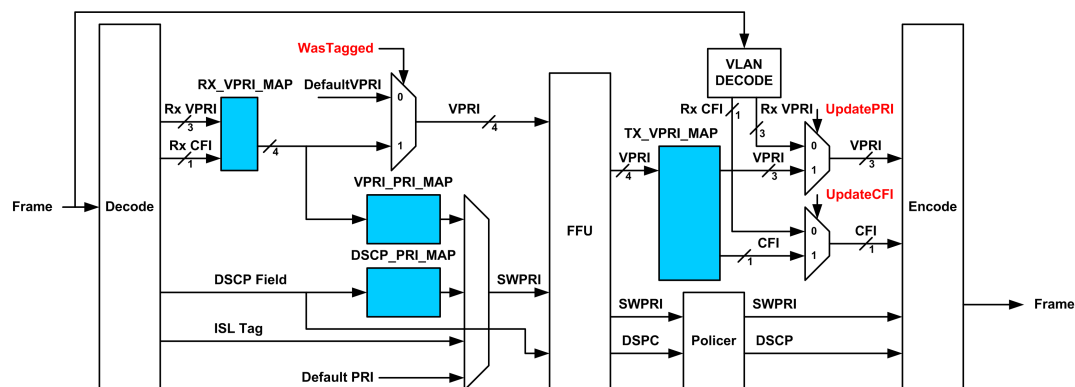 WasTagged
VLAN
DECODE
RX_VPRI_MAP
DefaultVPRI
0
Rx VPRI
3
Rx CFI
1
4
1
VPRI
4
Rx CFI
1
Rx VPRI
3
UpdatePRI
TX_VPRI_MAP
VPRI
4
VPRI
3
0
1
VPRI
3
VPRI_PRI_MAP
UpdateCFI
Frame
Decode
FFU
CFI
1
0
1
CFI
1
Encode
DSCP_PRI_MAP
DSCP Field
SWPRI
SWPRI
SWPRI
Frame
ISL Tag
DSPC
Policer
DSCP
Default PRI